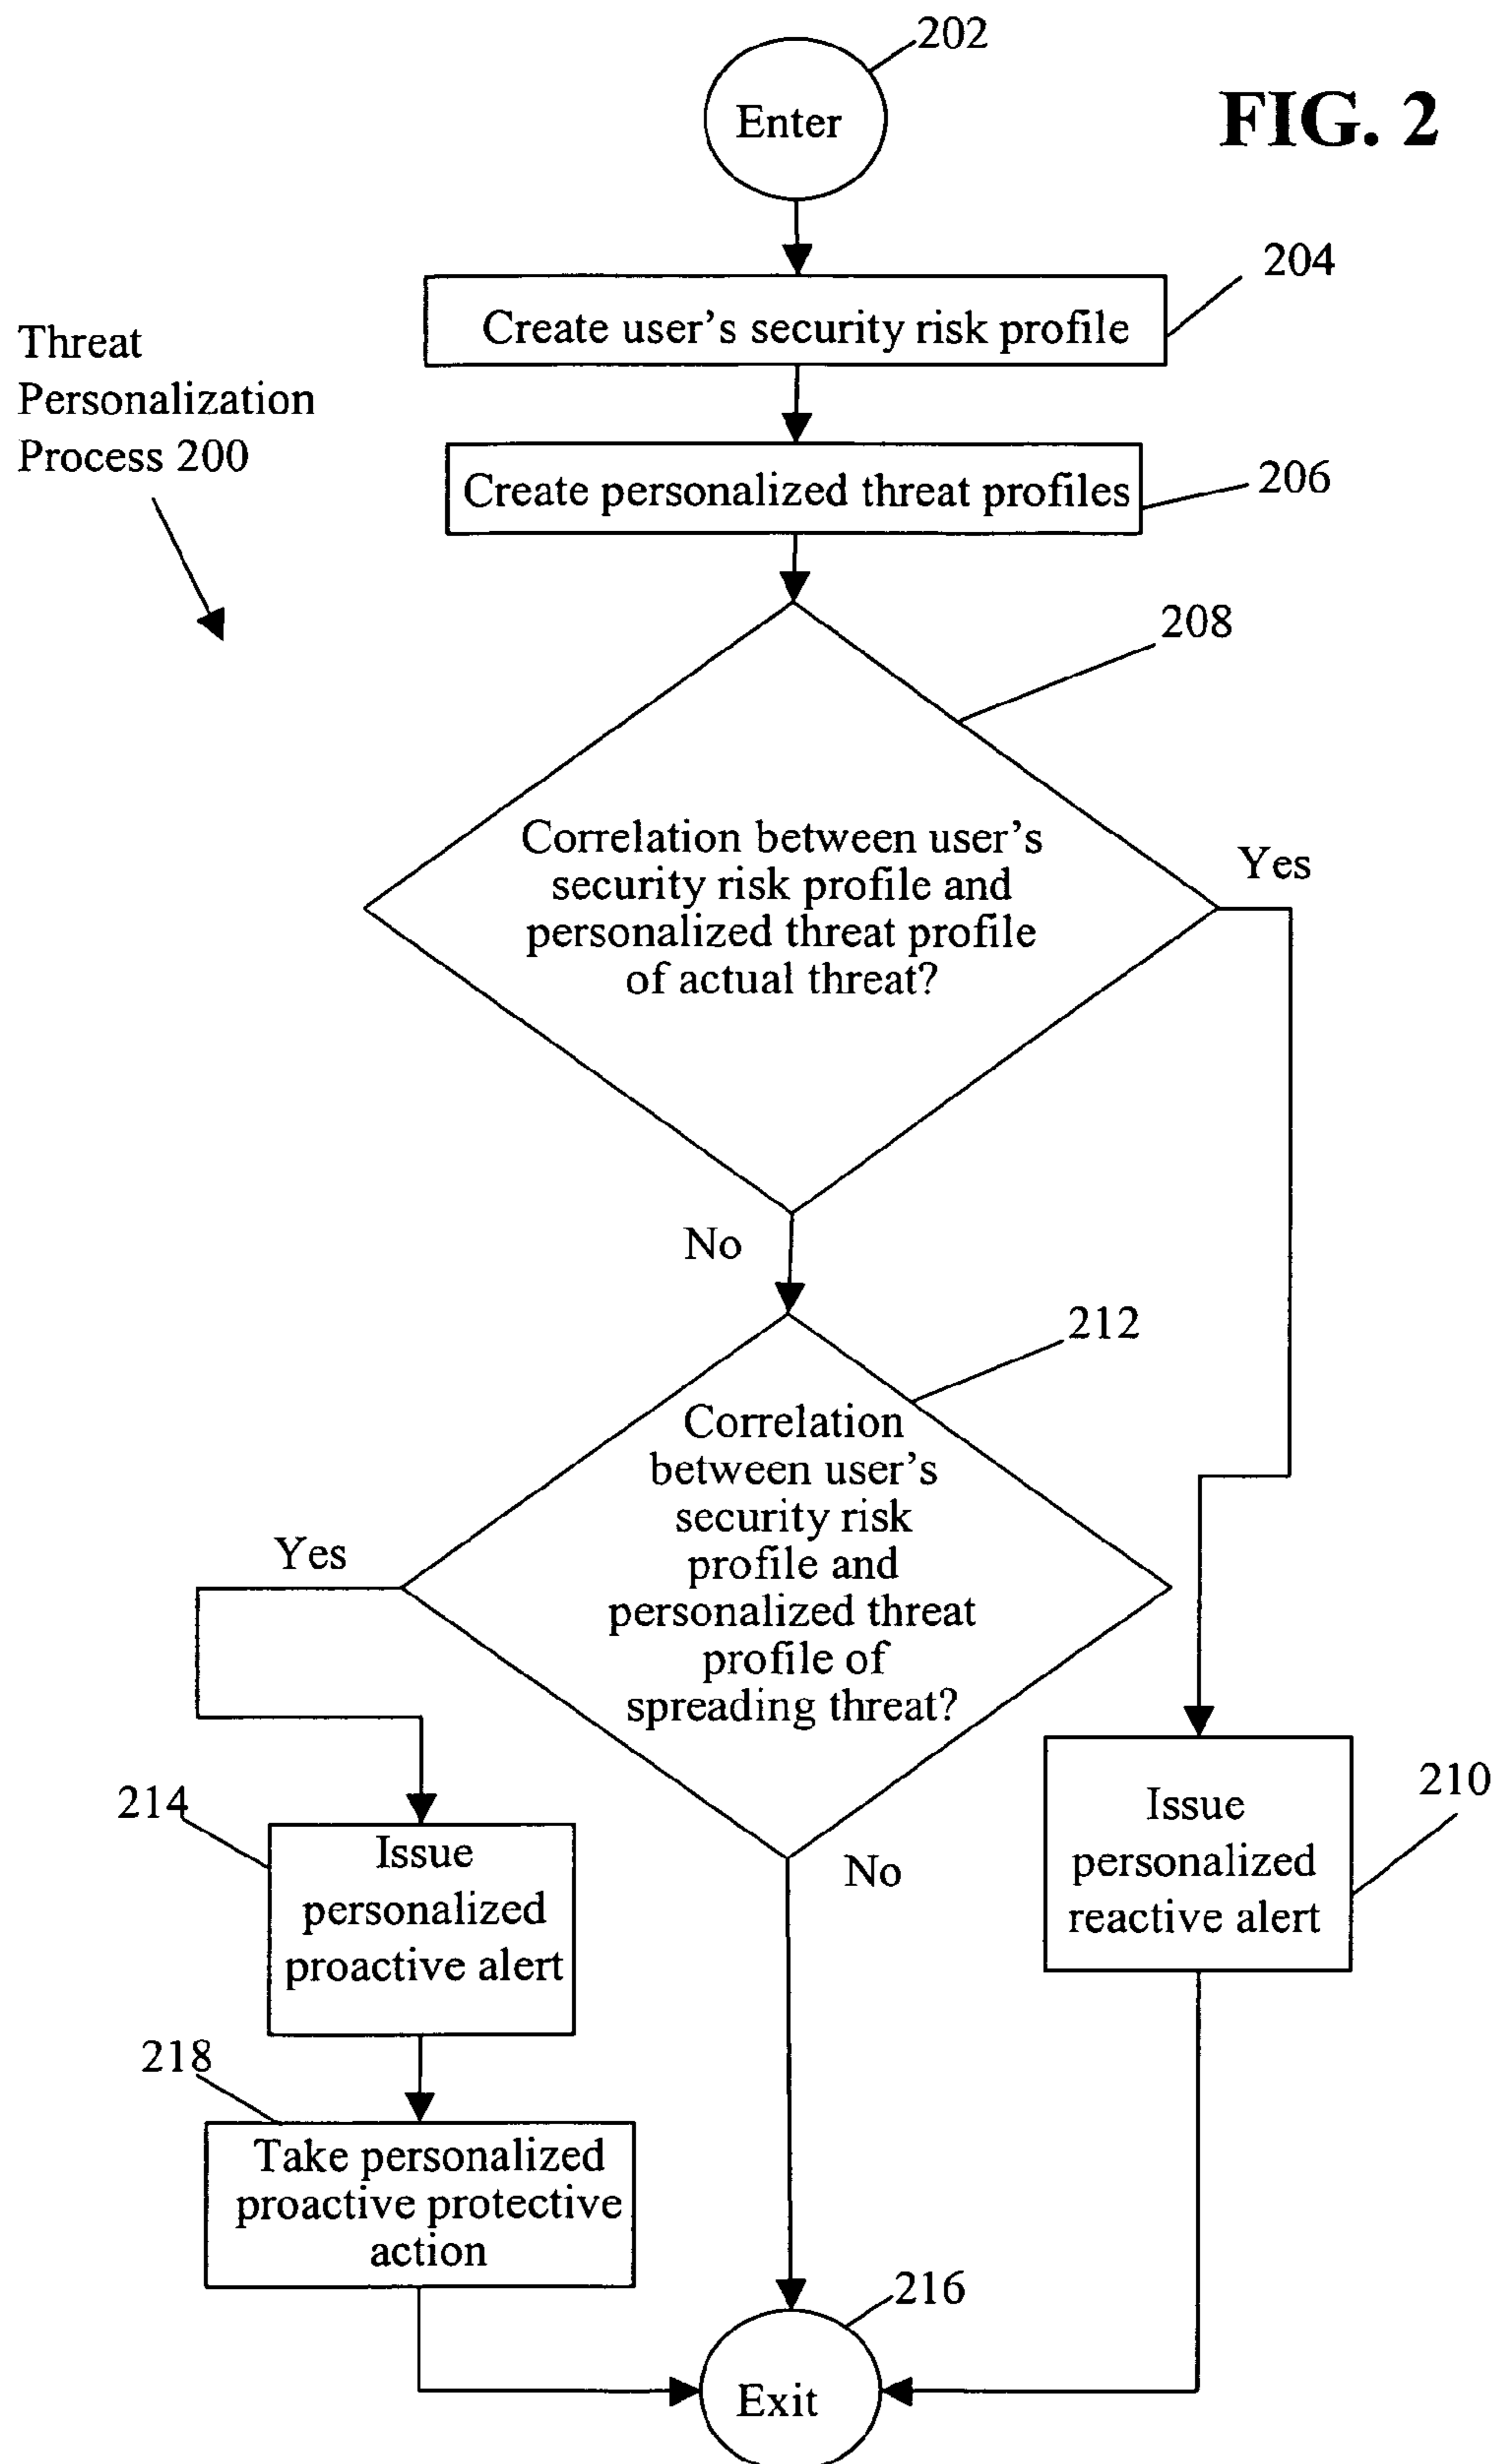 202
Enter
FIG. 2
204
Create user's security risk profile
Threat
Personalization
Process 200
206
Create personalized threat profiles
208
Correlation between user's
security risk profile and
personalized threat profile
of actual threat?
Yes
No
212
Correlation
between user's
security risk
profile and
personalized threat
profile of
spreading threat?
Yes
No
214
Issue
personalized
proactive alert
210
Issue
personalized
reactive alert
218
Take personalized
proactive protective
action
216
Exit